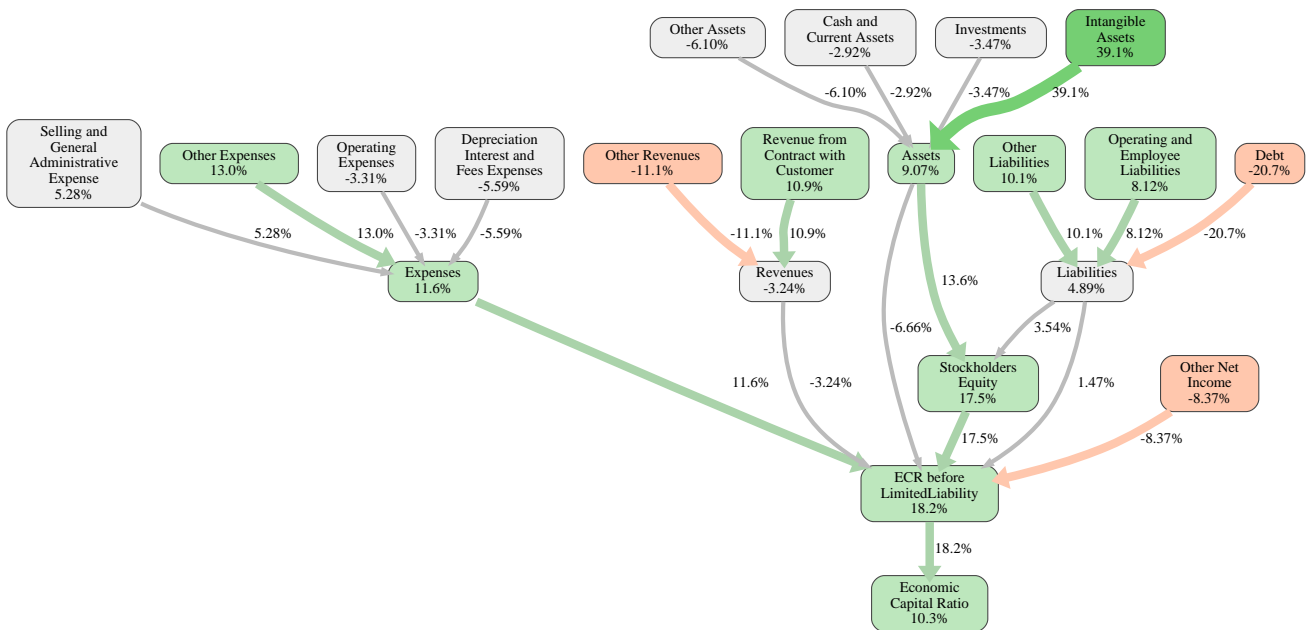 Other Assets
-6.10%
Cash and
Current Assets
-2.92%
Investments
-3.47%
Intangible
Assets
39.1%
-6.10%
-2.92%
-3.47%
39.1%
Selling and
General
Administrative
Expense
5.28%
Other Expenses
13.0%
Operating
Expenses
-3.31%
Depreciation
Interest and
Fees Expenses
-5.59%
Other Revenues
-11.1%
Revenue from
Contract with
Customer
10.9%
Assets
9.07%
Other
Liabilities
10.1%
Operating and
Employee
Liabilities
8.12%
Debt
-20.7%
5.28%
13.0%
-3.31%
-5.59%
-11.1%
10.9%
10.1%
8.12%
-20.7%
Expenses
11.6%
Revenues
-3.24%
13.6%
Liabilities
4.89%
-6.66%
3.54%
Stockholders
Equity
17.5%
Other Net
Income
-8.37%
11.6%
-3.24%
1.47%
17.5%
-8.37%
ECR before
LimitedLiability
18.2%
18.2%
Economic
Capital Ratio
10.3%